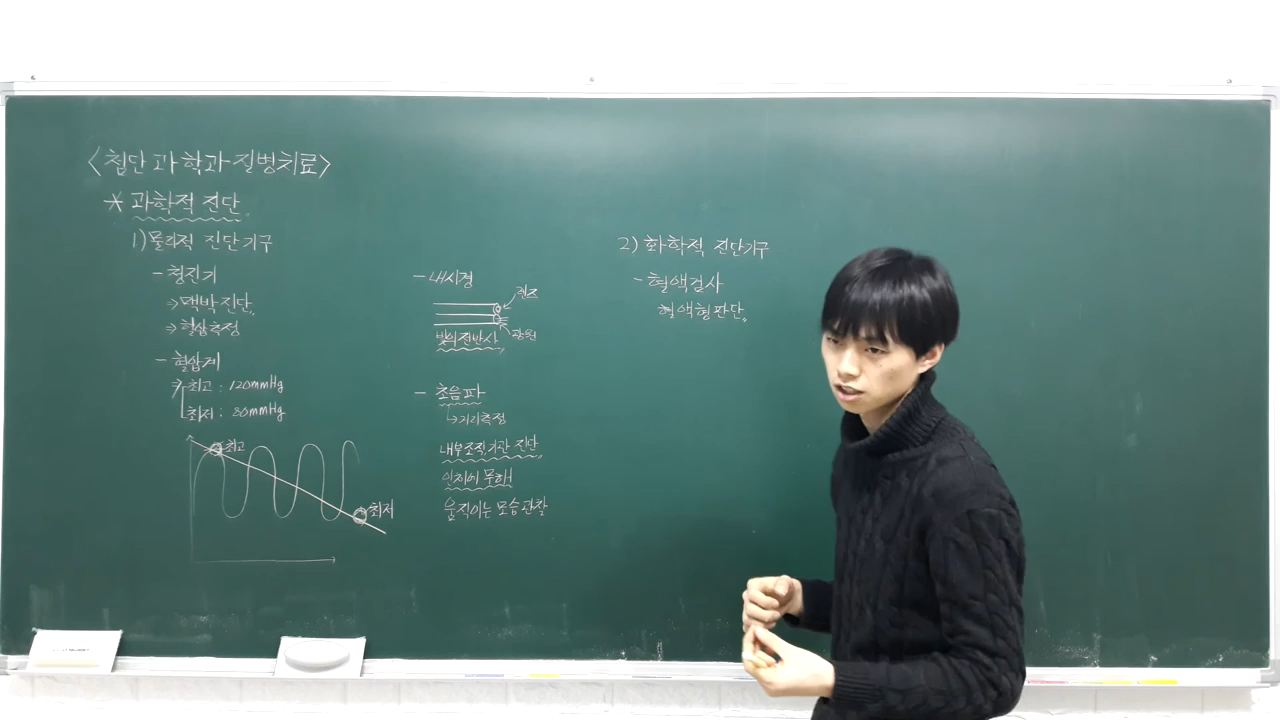 <첨단 과학과 질병치료>
* 과학적 진단
1) 물리적 진단기구
- 청진기
⇒ 맥박 진단
⇒ 혈압측정
- 혈압계
* 최고 : 120mmHg
최저 : 80mmHg
최고
최저
- 내시경
렌즈
광원
빛의 전반사
- 초음파
↳ 거리측정
내부조직, 기관 진단
인체에 무해!
움직이는 모습 관찰
2) 화학적 진단기구
- 혈액검사
혈액형판단